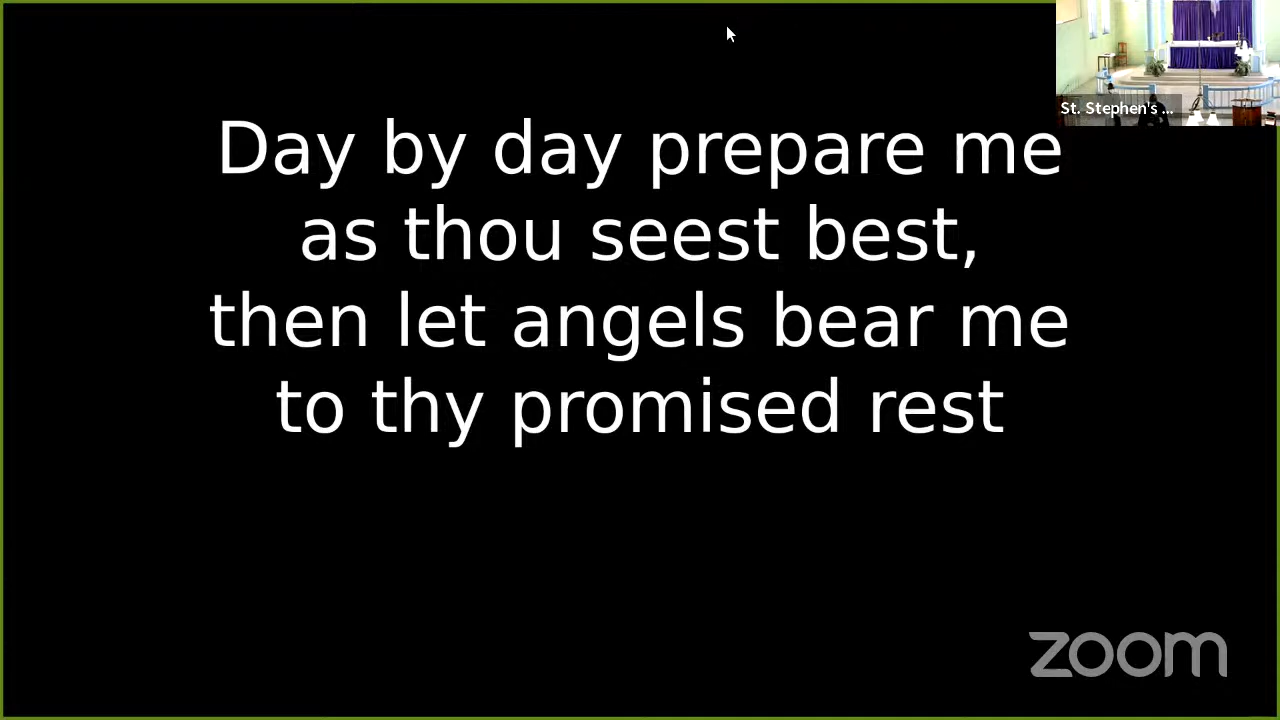 St. Stephen's ...
Day by day prepare me
as thou seest best,
then let angels bear me
to thy promised rest
zoom